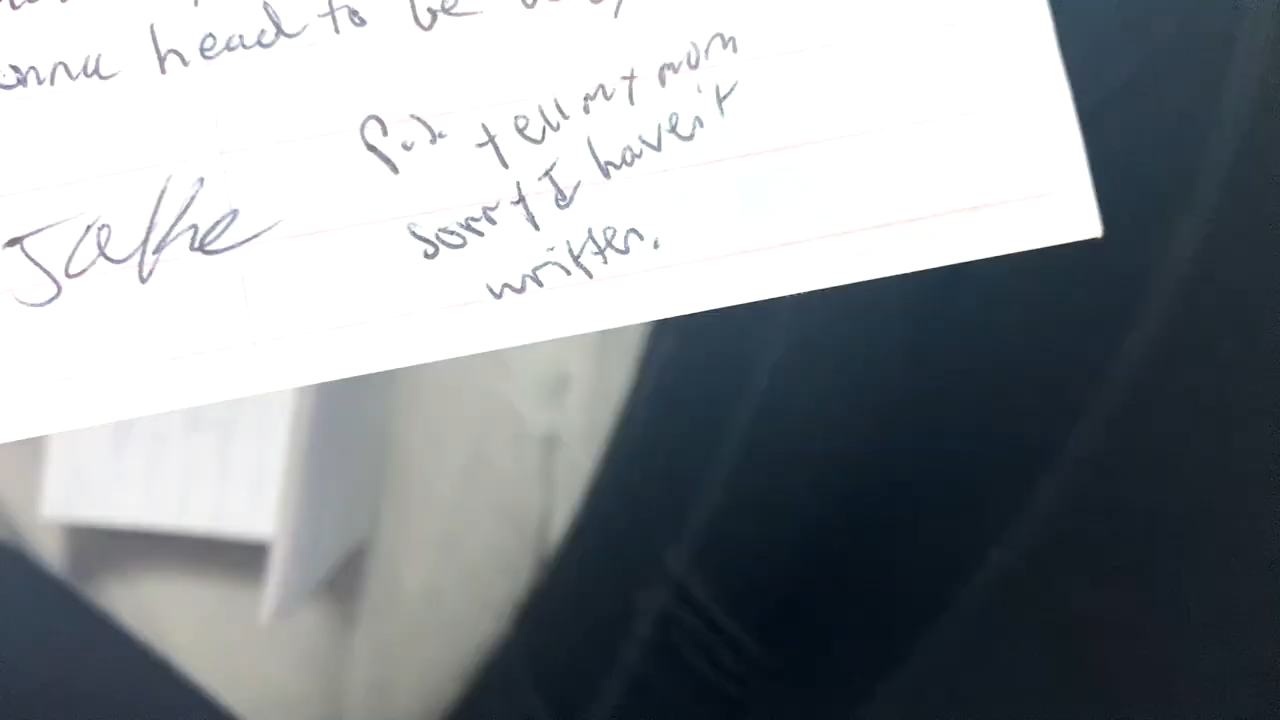 head to be
Jake
P.S. tell my mom
sorry I haven't
written.